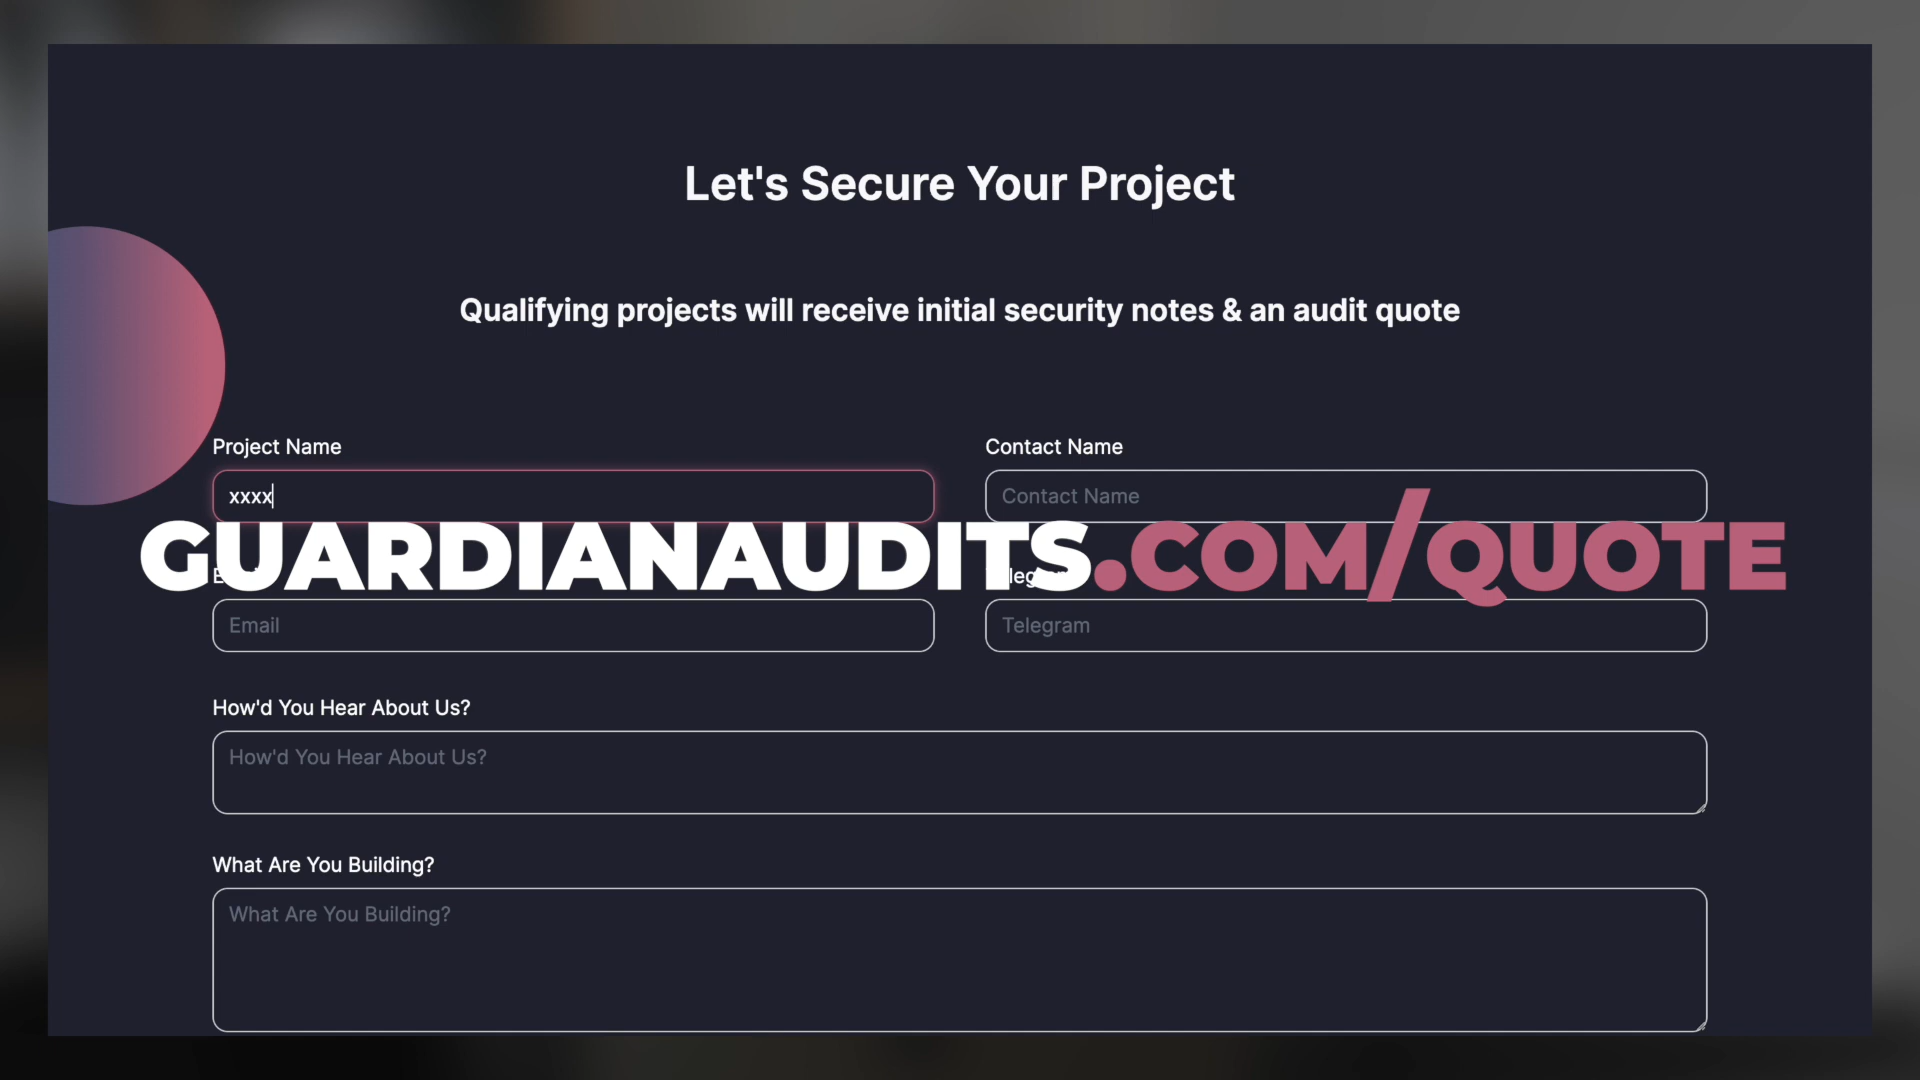 Let's Secure Your Project
Qualifying projects will receive initial security notes & an audit quote
Project Name
Contact Name
xxxx
Contact Name
GUARDIANAUDITS.COM/QUOTE
Email
Telegram
How'd You Hear About Us?
How'd You Hear About Us?
What Are You Building?
What Are You Building?